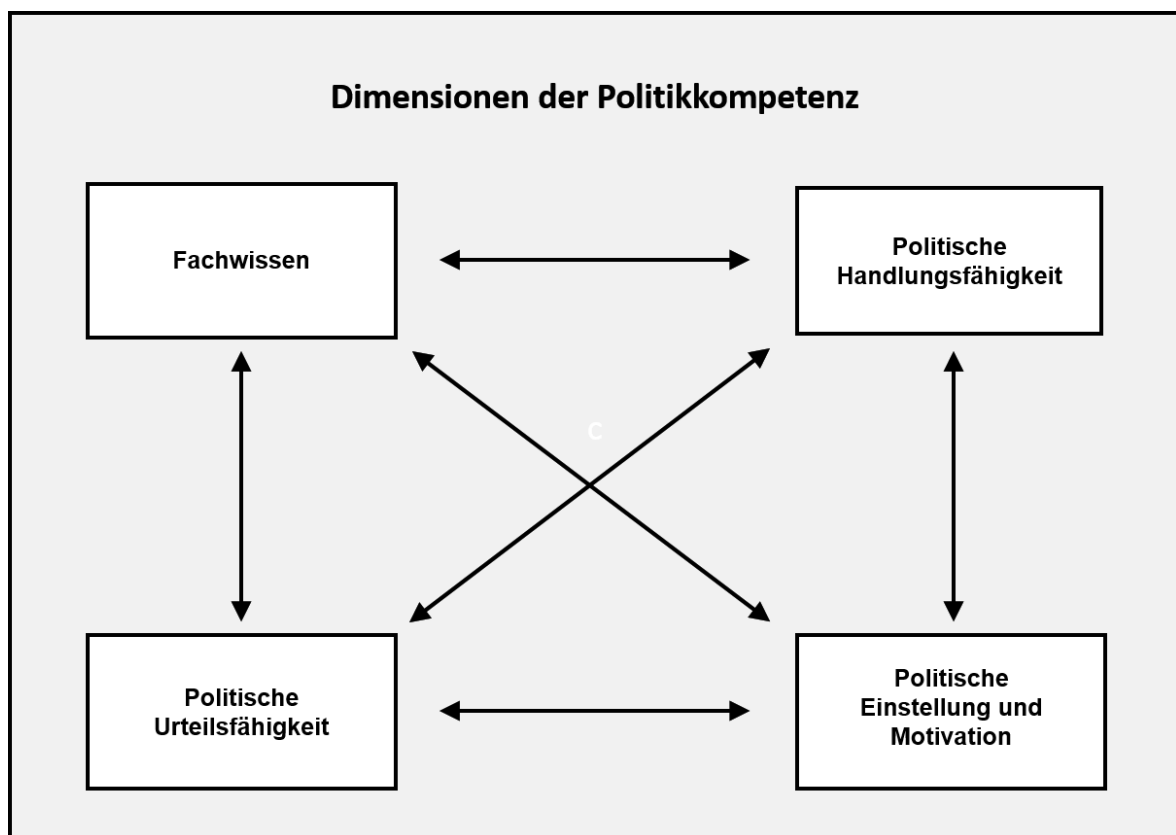 Dimensionen der Politikkompetenz
Fachwissen
Politische
Handlungsfähigkeit
C
Politische
Urteilsfähigkeit
Politische
Einstellung und
Motivation